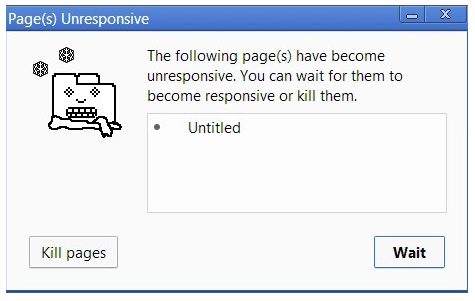 Page(s) Unresponsive
The following page(s) have become
unresponsive. You can wait for them to
become responsive or kill them.
• Untitled
Kill pages
Wait